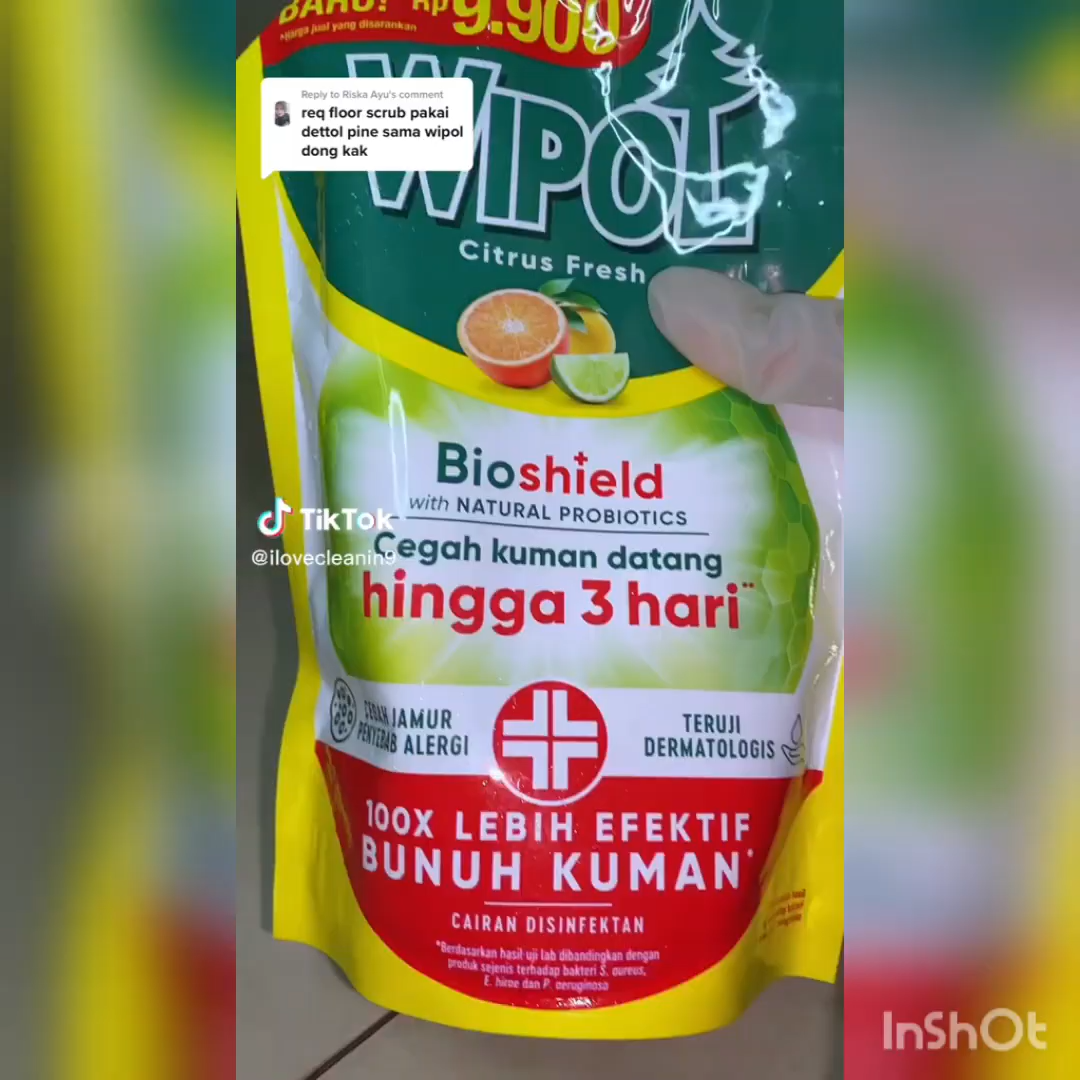 BARU! Rp 9.900
*Harga jual yang disarankan
WIPOL
Reply to Riska Ayu's comment
req floor scrub pakai
dettol pine sama wipol
dong kak
Citrus Fresh
Bioshield
with NATURAL PROBIOTICS
TikTok
@ilovecleanin9
Cegah kuman datang
hingga 3 hari**
CEGAH JAMUR
PENYEBAB ALERGI
TERUJI
DERMATOLOGIS
100X LEBIH EFEKTIF
BUNUH KUMAN*
CAIRAN DISINFEKTAN
*Berdasarkan hasil uji lab dibandingkan dengan
produk sejenis terhadap bakteri S. aureus,
E. hirae dan P. aeruginosa
InShOt